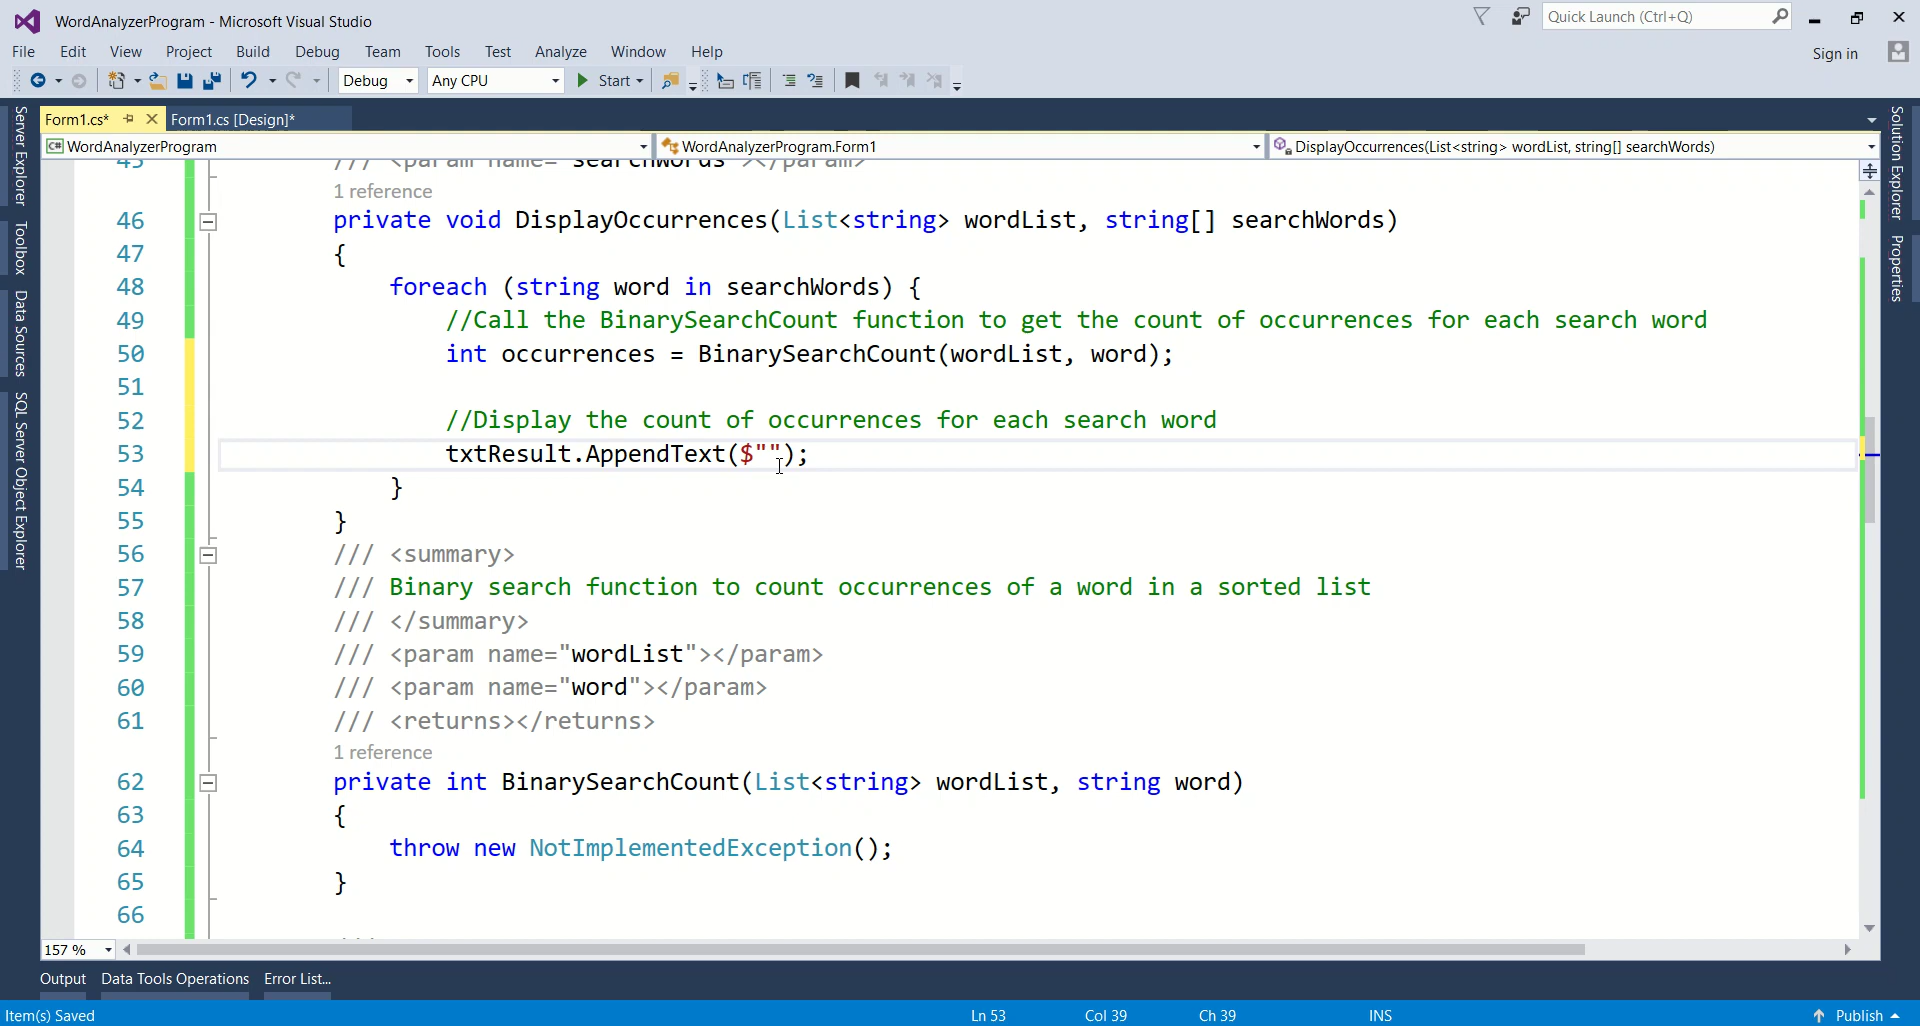 WordAnalyzerProgram - Microsoft Visual Studio
Quick Launch (Ctrl+Q)
File Edit View Project Build Debug Team Tools Test Analyze Window Help
Sign in
Debug Any CPU Start
Form1.cs* Form1.cs [Design]*
C# WordAnalyzerProgram WordAnalyzerProgram.Form1 DisplayOccurrences(List<string> wordList, string[] searchWords)
Server Explorer
Toolbox
Data Sources
SQL Server Object Explorer
Solution Explorer
Properties
45 /// <param name="searchWords"></param>
1 reference
46 private void DisplayOccurrences(List<string> wordList, string[] searchWords)
47 {
48 foreach (string word in searchWords) {
49 //Call the BinarySearchCount function to get the count of occurrences for each search word
50 int occurrences = BinarySearchCount(wordList, word);
51
52 //Display the count of occurrences for each search word
53 txtResult.AppendText($"");
54 }
55 }
56 /// <summary>
57 /// Binary search function to count occurrences of a word in a sorted list
58 /// </summary>
59 /// <param name="wordList"></param>
60 /// <param name="word"></param>
61 /// <returns></returns>
1 reference
62 private int BinarySearchCount(List<string> wordList, string word)
63 {
64 throw new NotImplementedException();
65 }
66
157 %
Output Data Tools Operations Error List...
Item(s) Saved Ln 53 Col 39 Ch 39 INS Publish